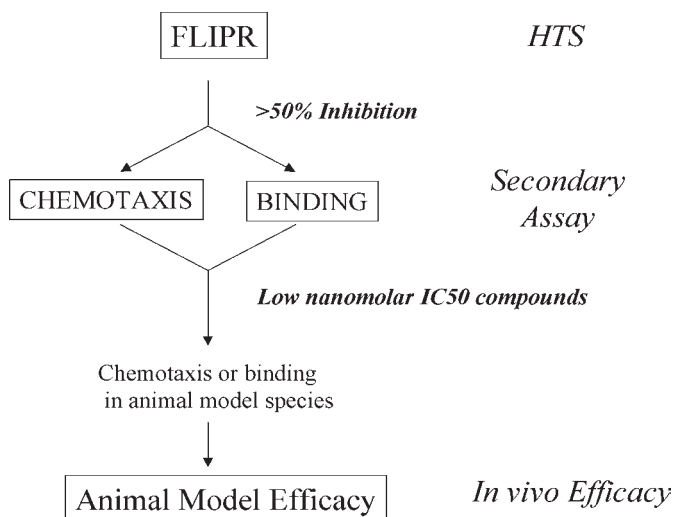 FLIPR
HTS
>50% Inhibition
CHEMOTAXIS
BINDING
Secondary
Assay
Low nanomolar IC50 compounds
Chemotaxis or binding
in animal model species
Animal Model Efficacy
In vivo Efficacy